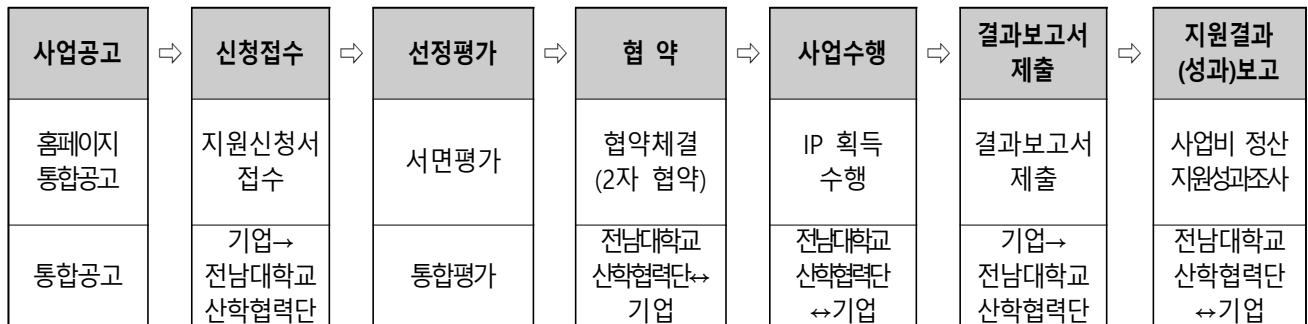 사업공고 ⇨ 신청접수 ⇨ 선정평가 ⇨ 협 약 ⇨ 사업수행 ⇨ 결과보고서 ⇨ 지원결과
제출 (성과)보고
홈페이지 지원신청서 서면평가 협약체결 IP 획득 결과보고서 사업비 정산
통합공고 접수 (2자 협약) 수행 제출 지원성과조사
기업→ 전남대학교 전남대학교 기업→ 전남대학교
통합공고 전남대학교 통합평가 산학협력단↔ 산학협력단 전남대학교 산학협력단
산학협력단 기업 ↔기업 산학협력단 ↔기업